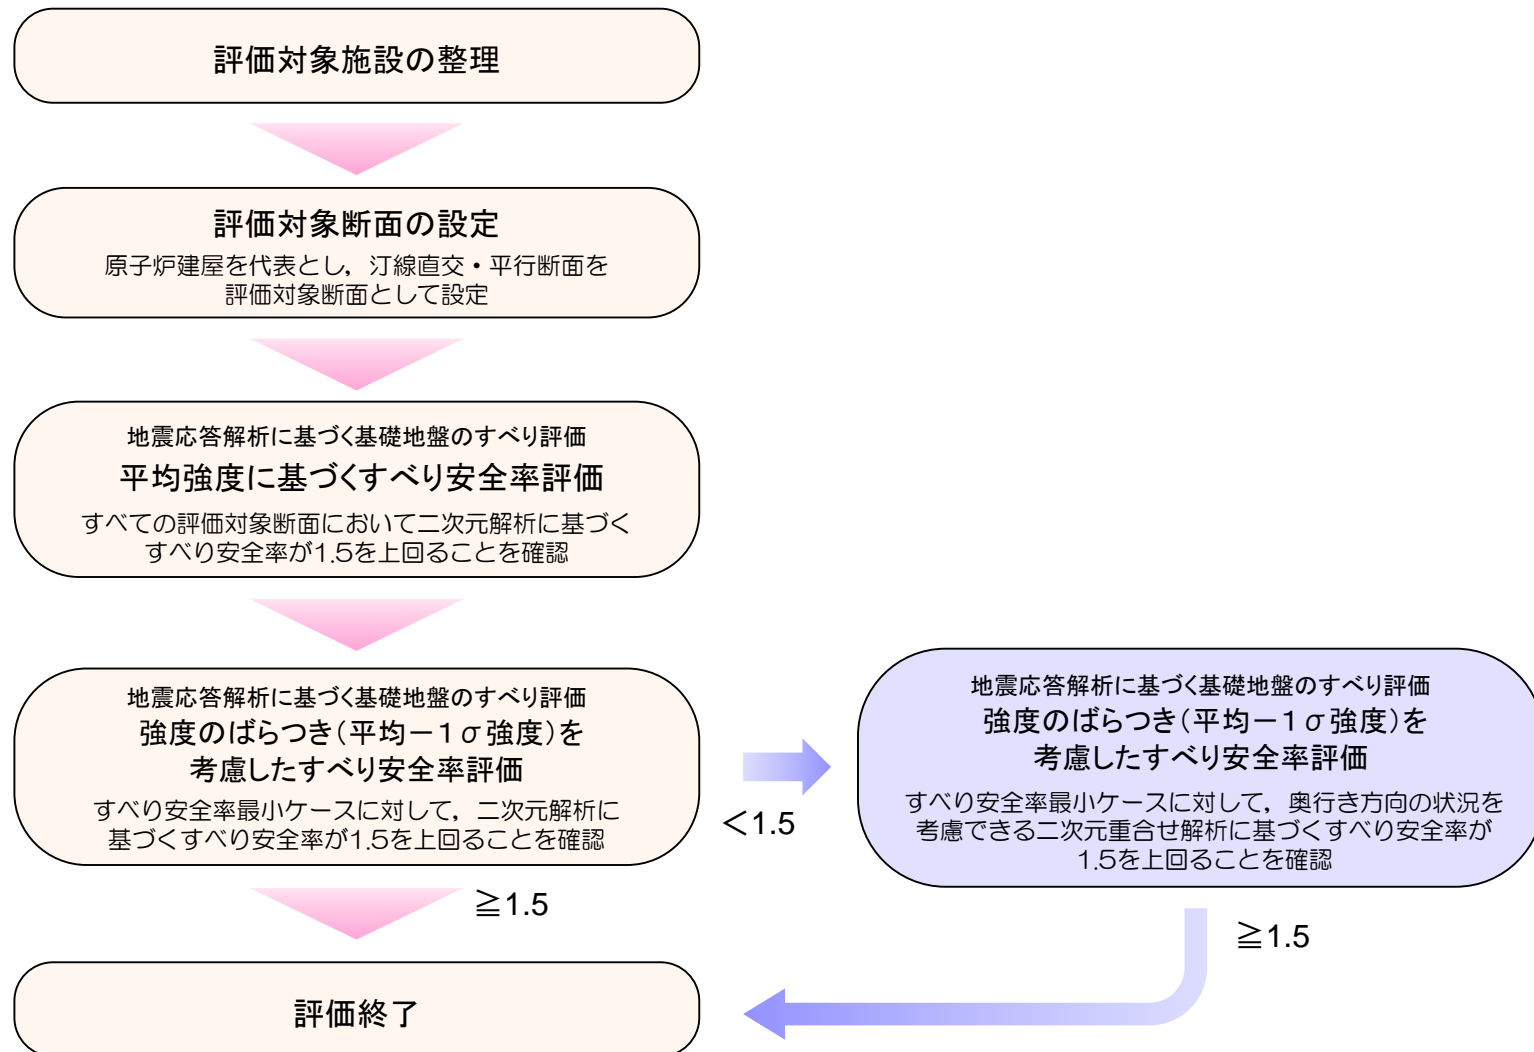 評価対象施設の整理
評価対象断面の設定
原子炉建屋を代表とし，汀線直交・平行断面を
評価対象断面として設定
地震応答解析に基づく基礎地盤のすべり評価
平均強度に基づくすべり安全率評価
すべての評価対象断面において二次元解析に基づく
すべり安全率が1.5を上回ることを確認
地震応答解析に基づく基礎地盤のすべり評価
強度のばらつき（平均－１σ強度）を
考慮したすべり安全率評価
すべり安全率最小ケースに対して，二次元解析に
基づくすべり安全率が1.5を上回ることを確認
＜1.5
地震応答解析に基づく基礎地盤のすべり評価
強度のばらつき（平均－１σ強度）を
考慮したすべり安全率評価
すべり安全率最小ケースに対して，奥行き方向の状況を
考慮できる二次元重合せ解析に基づくすべり安全率が
1.5を上回ることを確認
≧1.5
≧1.5
評価終了